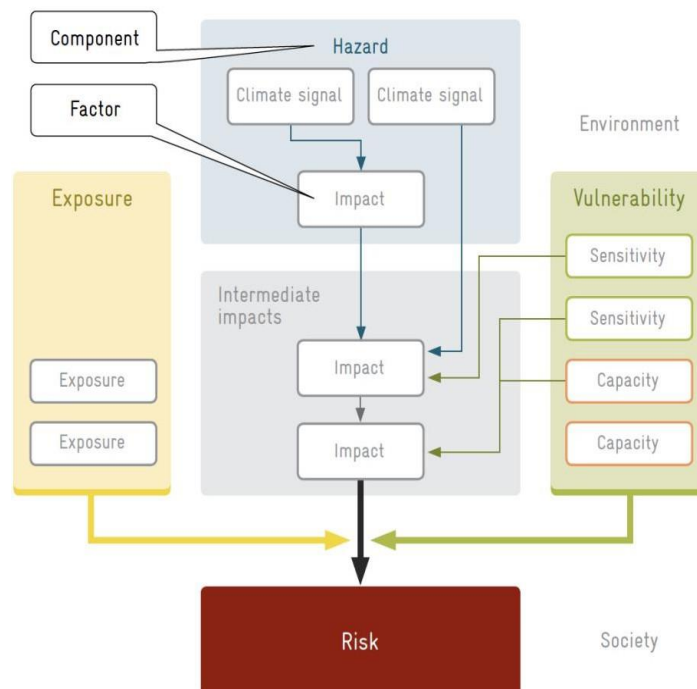 Component
Hazard
Climate signal
Climate signal
Factor
Environment
Exposure
Impact
Vulnerability
Sensitivity
Intermediate
impacts
Sensitivity
Impact
Exposure
Capacity
Exposure
Impact
Capacity
Risk
Society